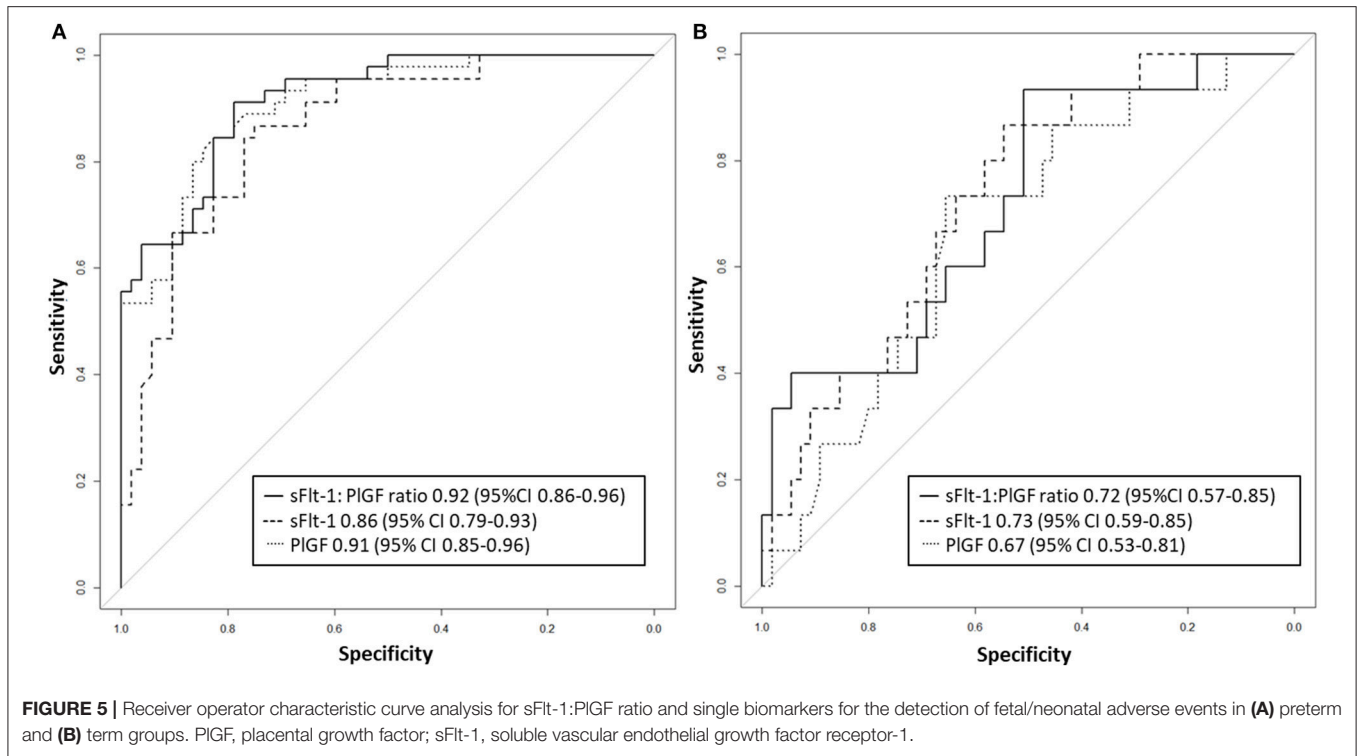 A
1.0
0.8
0.6
0.4
0.2
0.0
Sensitivity
1.0 0.8 0.6 0.4 0.2 0.0
Specificity
sFlt-1: PlGF ratio 0.92 (95%CI 0.86-0.96)
sFlt-1 0.86 (95% CI 0.79-0.93)
PlGF 0.91 (95% CI 0.85-0.96)
B
1.0
0.8
0.6
0.4
0.2
0.0
Sensitivity
1.0 0.8 0.6 0.4 0.2 0.0
Specificity
sFlt-1:PlGF ratio 0.72 (95%CI 0.57-0.85)
sFlt-1 0.73 (95% CI 0.59-0.85)
PlGF 0.67 (95% CI 0.53-0.81)
FIGURE 5 | Receiver operator characteristic curve analysis for sFlt-1:PlGF ratio and single biomarkers for the detection of fetal/neonatal adverse events in (A) preterm
and (B) term groups. PlGF, placental growth factor; sFlt-1, soluble vascular endothelial growth factor receptor-1.